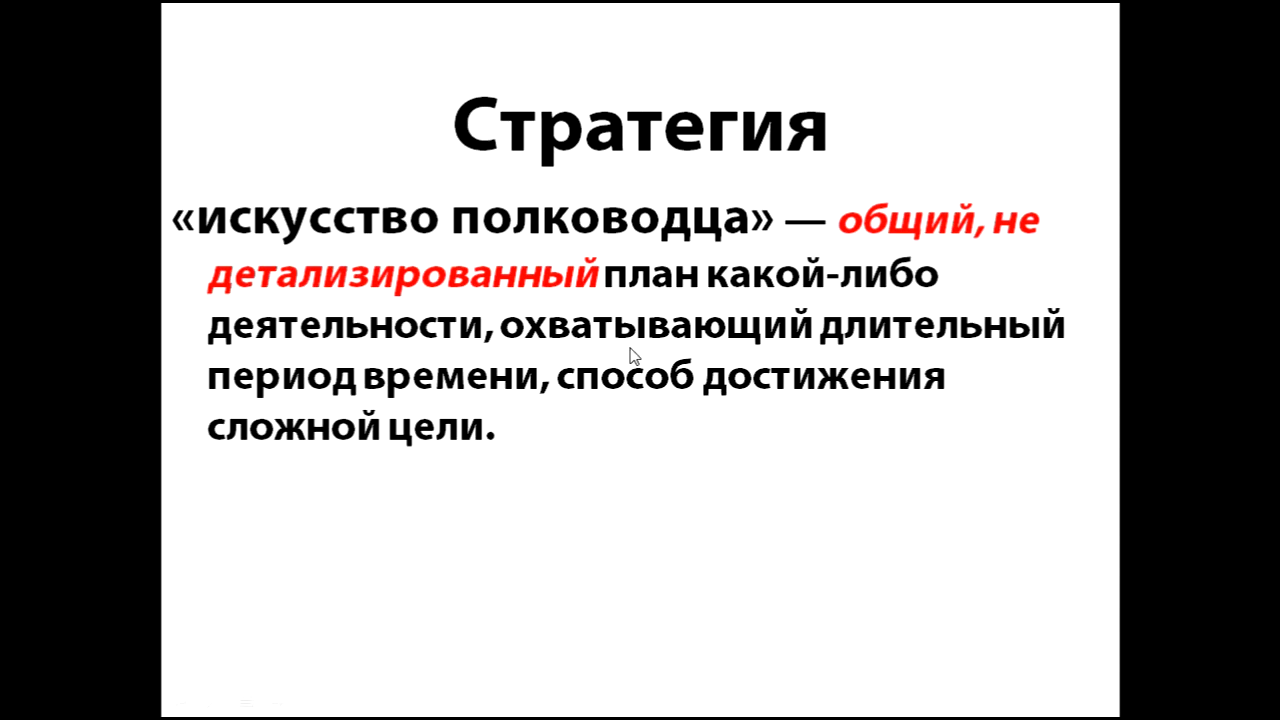 Стратегия
«искусство полководца» — общий, не
детализированный план какой-либо
деятельности, охватывающий длительный
период времени, способ достижения
сложной цели.